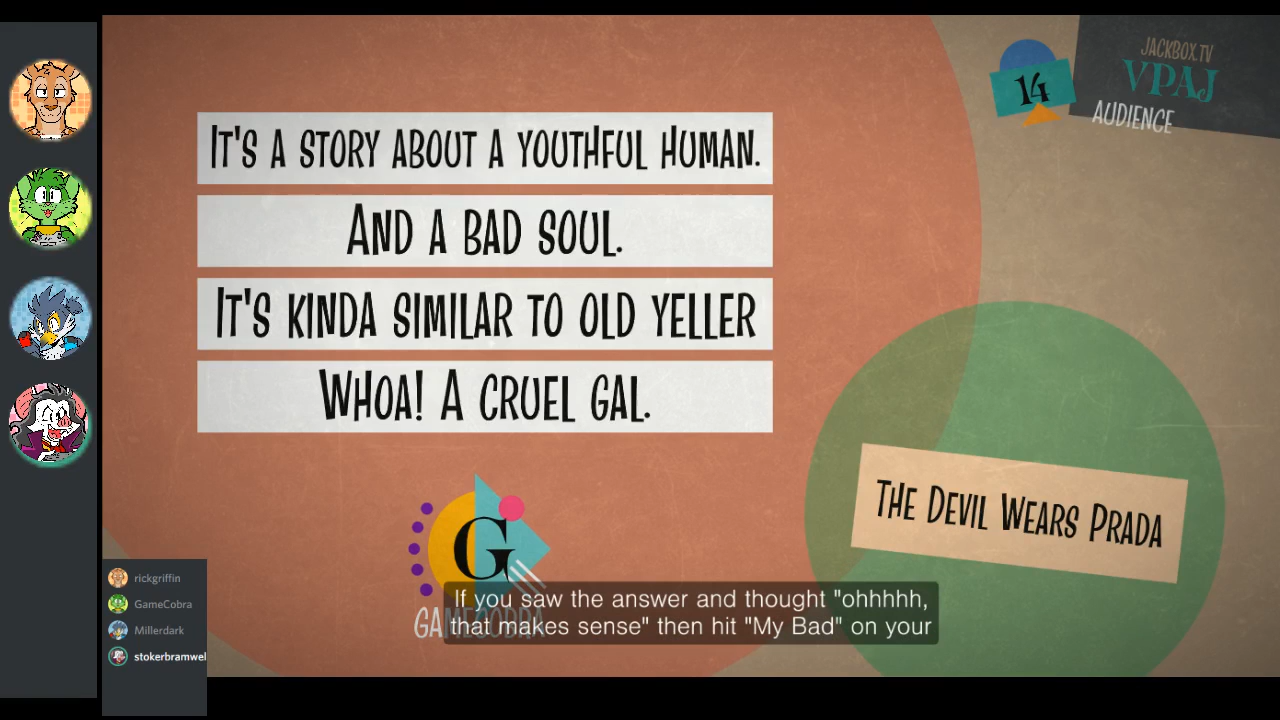 JACKBOX.TV
VPAJ
14
AUDIENCE
It's a story about a youthful human.
And a bad soul.
It's kinda similar to old yeller
Whoa! A cruel gal.
The Devil Wears Prada
G
GAMECOBRA
If you saw the answer and thought "ohhhhh,
that makes sense" then hit "My Bad" on your
rickgriffin
GameCobra
Millerdark
stokerbramwel